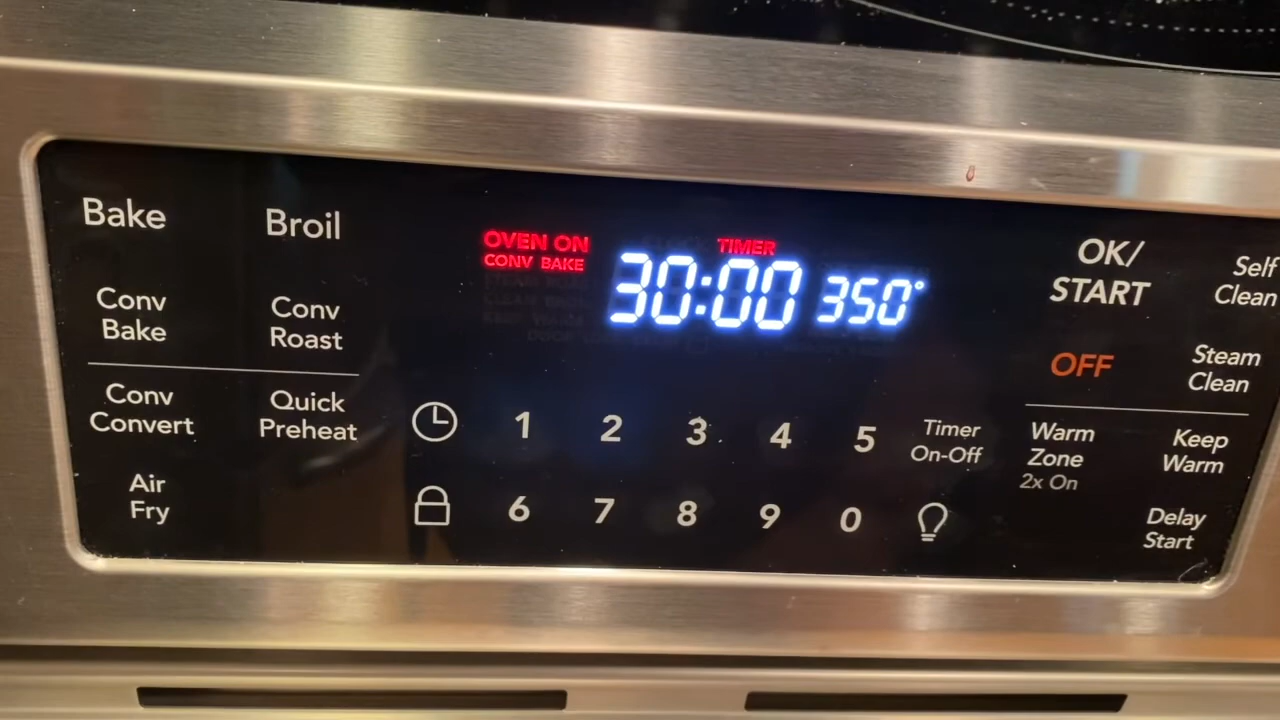 Bake
Broil
Conv
Bake
Conv
Roast
Conv
Convert
Quick
Preheat
Air
Fry
OVEN ON
CONV BAKE
TIMER
30:00 350°
1 2 3 4 5
Timer
On-Off
6 7 8 9 0
OK/
START
Self
Clean
OFF
Steam
Clean
Warm
Zone
2x On
Keep
Warm
Delay
Start